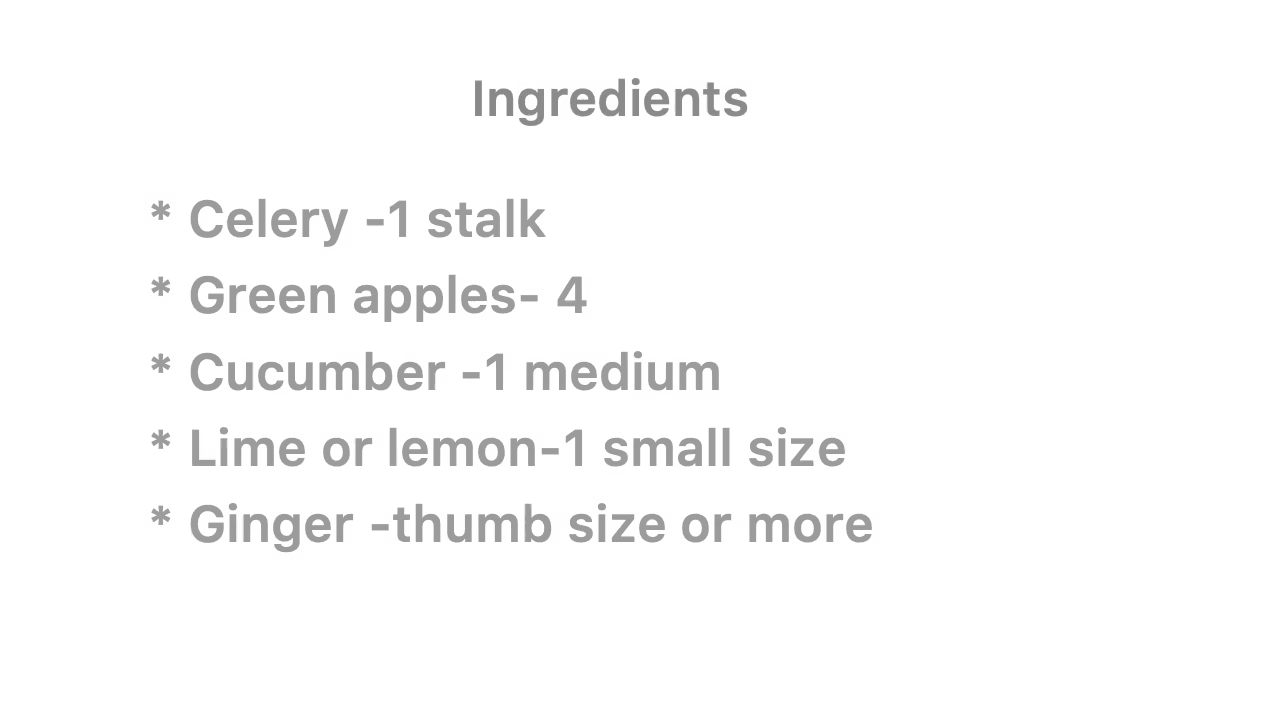 Ingredients
* Celery -1 stalk
* Green apples- 4
* Cucumber -1 medium
* Lime or lemon-1 small size
* Ginger -thumb size or more